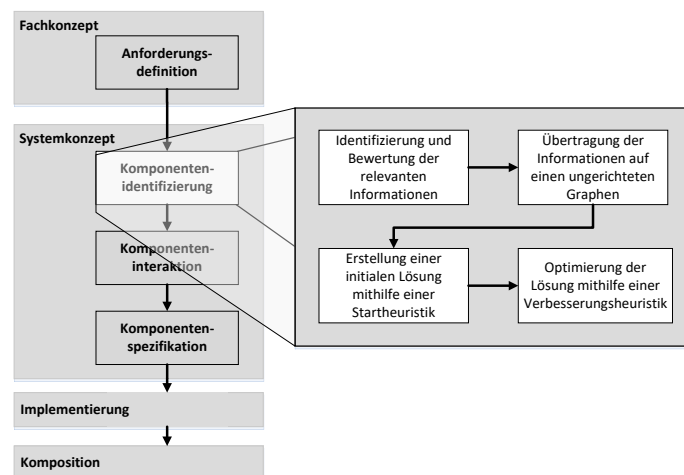 Fachkonzept
Anforderungs-
definition
Systemkonzept
Komponenten-
identifizierung
Komponenten-
interaktion
Komponenten-
spezifikation
Implementierung
Komposition
Identifizierung und
Bewertung der
relevanten
Informationen
Übertragung der
Informationen auf
einen ungerichteten
Graphen
Erstellung einer
initialen Lösung
mithilfe einer
Startheuristik
Optimierung der
Lösung mithilfe einer
Verbesserungsheuristik